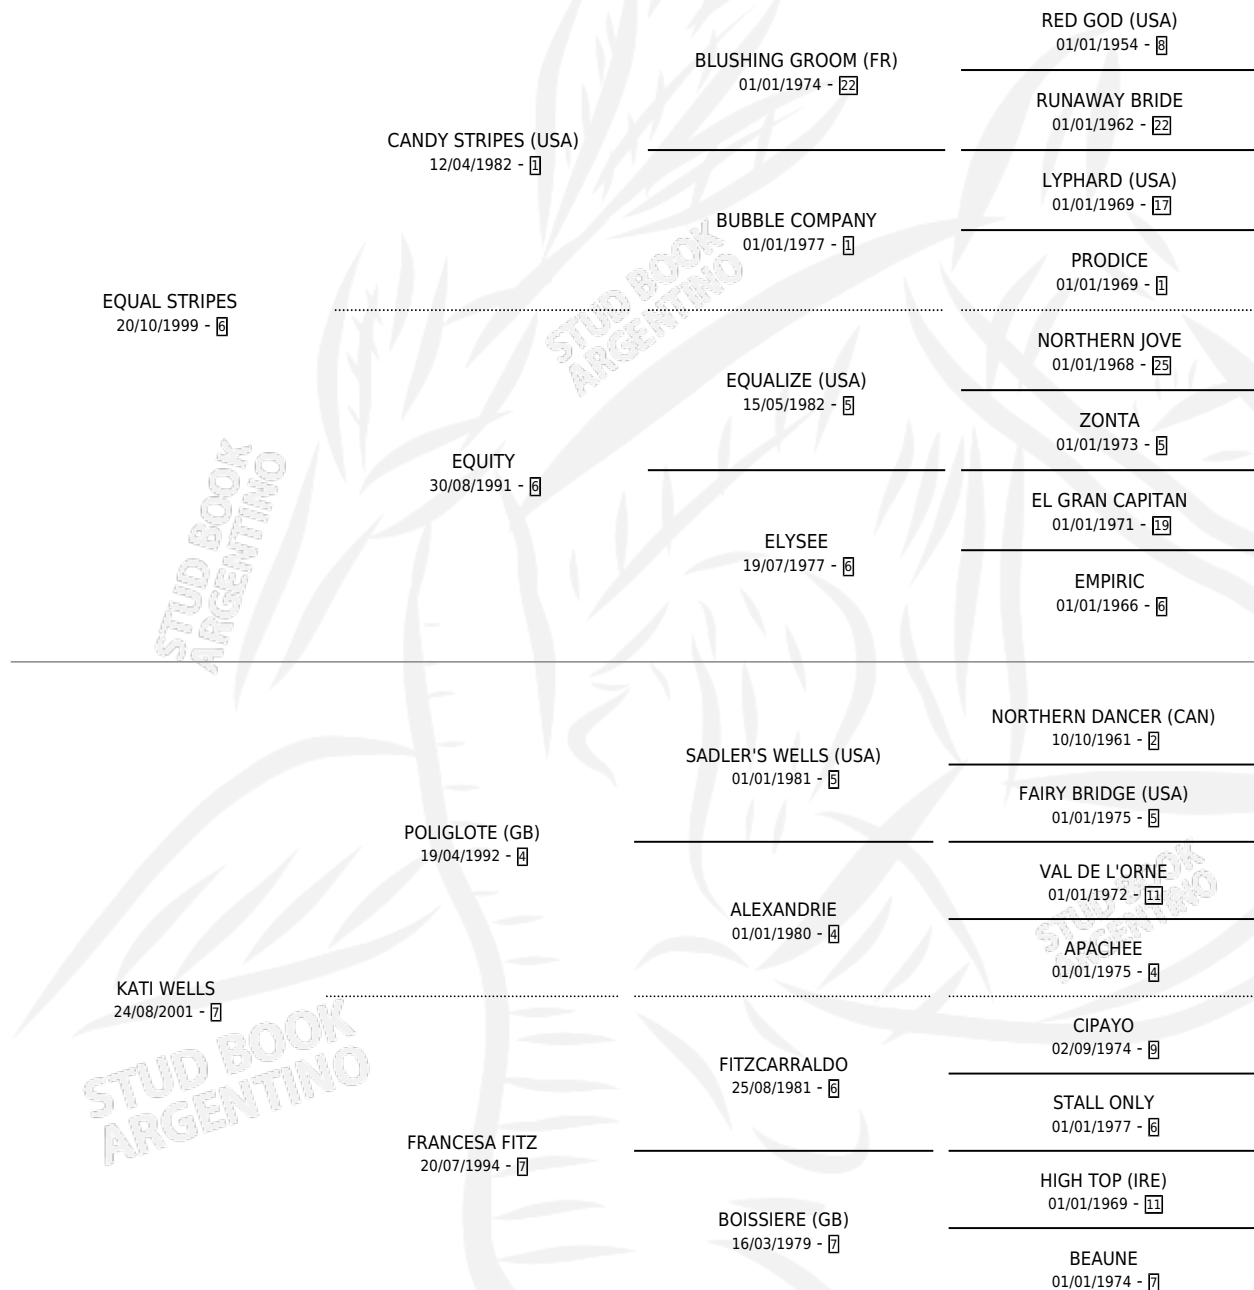 RED GOD (USA)
01/01/1954 - 8
BLUSHING GROOM (FR)
01/01/1974 - 22
RUNAWAY BRIDE
01/01/1962 - 22
CANDY STRIPES (USA)
12/04/1982 - 1
LYPHARD (USA)
01/01/1969 - 17
BUBBLE COMPANY
01/01/1977 - 1
PRODICE
01/01/1969 - 1
EQUAL STRIPES
20/10/1999 - 6
STUD BOOK
ARGENTINO
NORTHERN JOVE
01/01/1968 - 25
EQUALIZE (USA)
15/05/1982 - 5
ZONTA
01/01/1973 - 5
EQUITY
30/08/1991 - 6
EL GRAN CAPITAN
01/01/1971 - 19
ELYSEE
19/07/1977 - 6
EMPIRIC
01/01/1966 - 6
STUD BOOK
ARGENTINO
NORTHERN DANCER (CAN)
10/10/1961 - 2
SADLER'S WELLS (USA)
01/01/1981 - 5
FAIRY BRIDGE (USA)
01/01/1975 - 5
POLIGLOTE (GB)
19/04/1992 - 4
VAL DE L'ORNE
01/01/1972 - 11
STUD BOOK
ARGENTINO
ALEXANDRIE
01/01/1980 - 4
APACHEE
01/01/1975 - 4
KATI WELLS
24/08/2001 - 7
STUD BOOK
ARGENTINO
CIPAYO
02/09/1974 - 9
FITZCARRALDO
25/08/1981 - 6
STALL ONLY
01/01/1977 - 6
FRANCESA FITZ
20/07/1994 - 7
HIGH TOP (IRE)
01/01/1969 - 11
BOISSIERE (GB)
16/03/1979 - 7
BEAUNE
01/01/1974 - 7